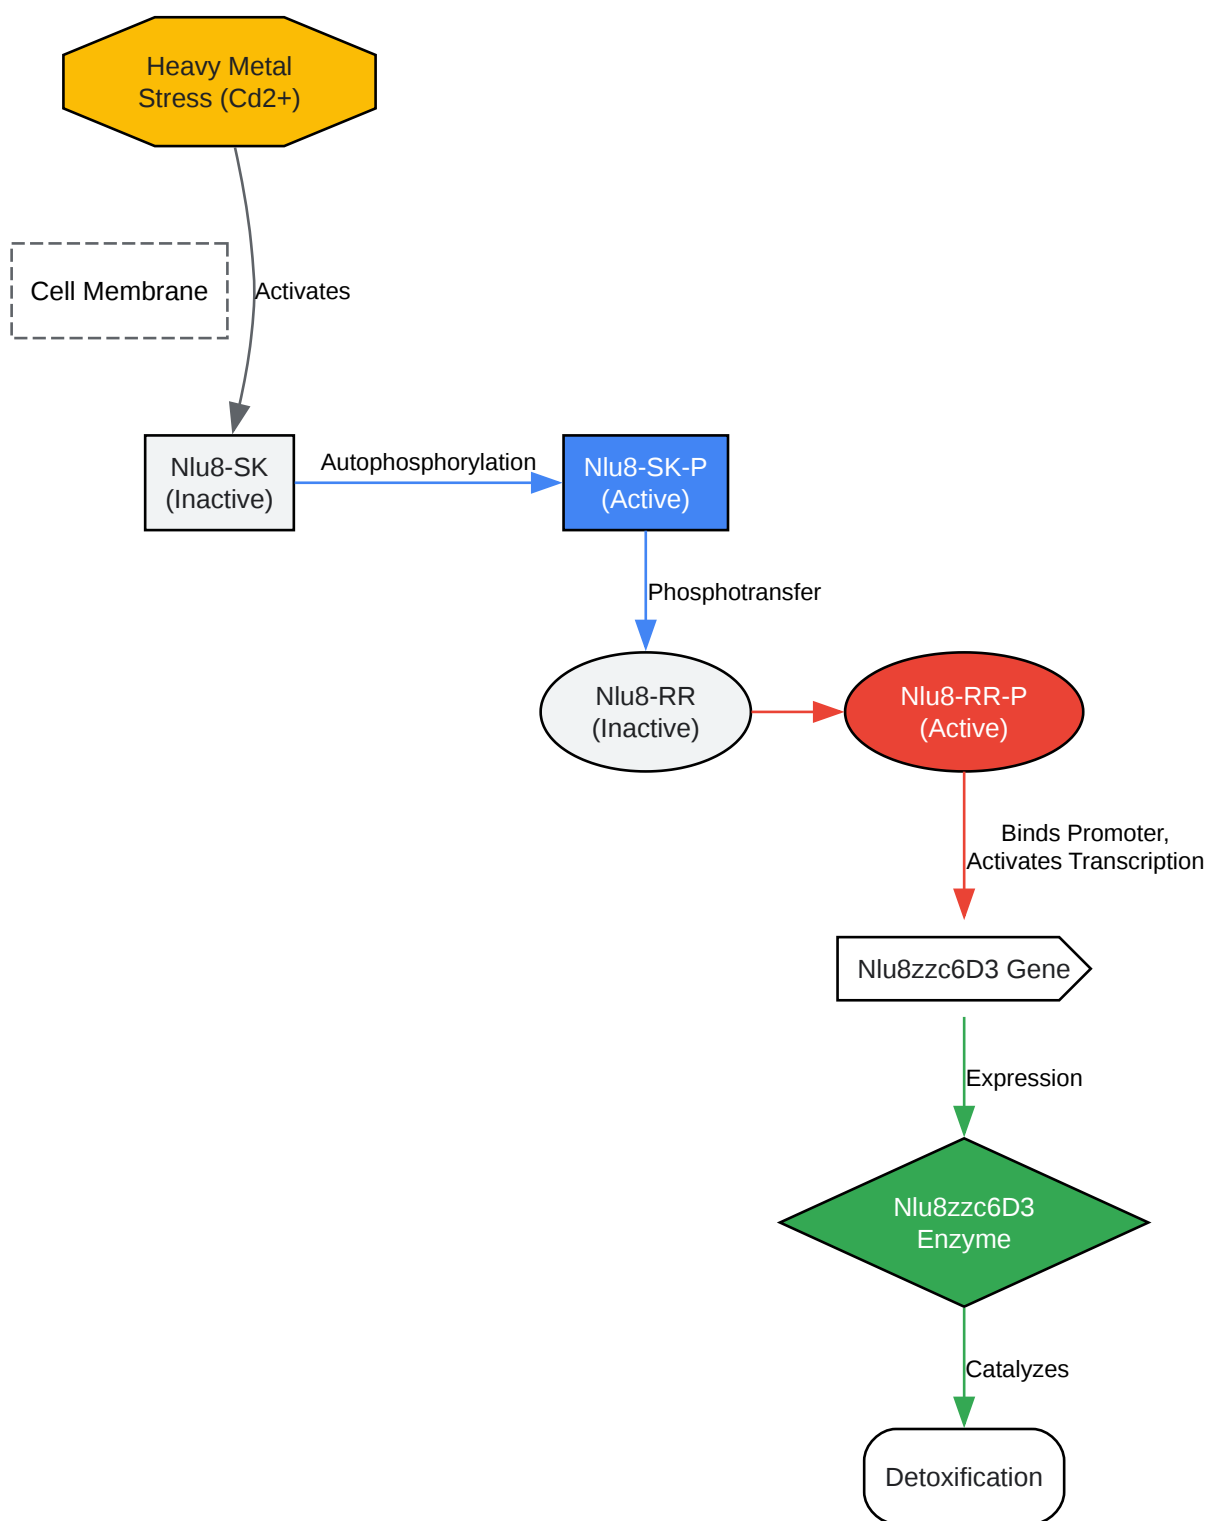 Heavy Metal
Stress (Cd2+)
Cell Membrane
Activates
Nlu8-SK
(Inactive)
Autophosphorylation
Nlu8-SK-P
(Active)
Phosphotransfer
Nlu8-RR
(Inactive)
Nlu8-RR-P
(Active)
Binds Promoter,
Activates Transcription
Nlu8zzc6D3 Gene
Expression
Nlu8zzc6D3
Enzyme
Catalyzes
Detoxification